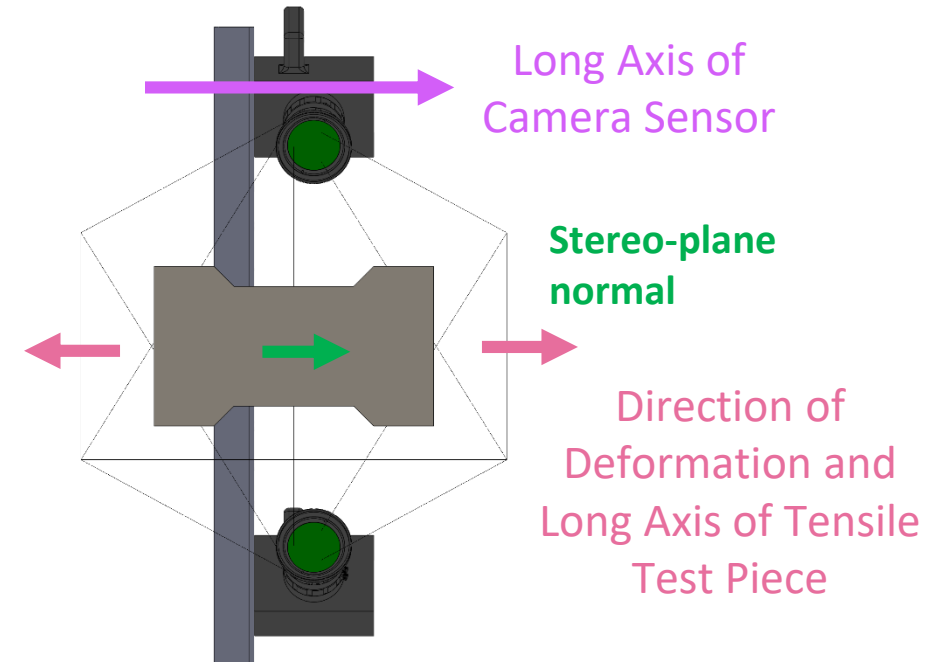 Long Axis of
Camera Sensor
Stereo-plane
normal
Direction of
Deformation and
Long Axis of Tensile
Test Piece